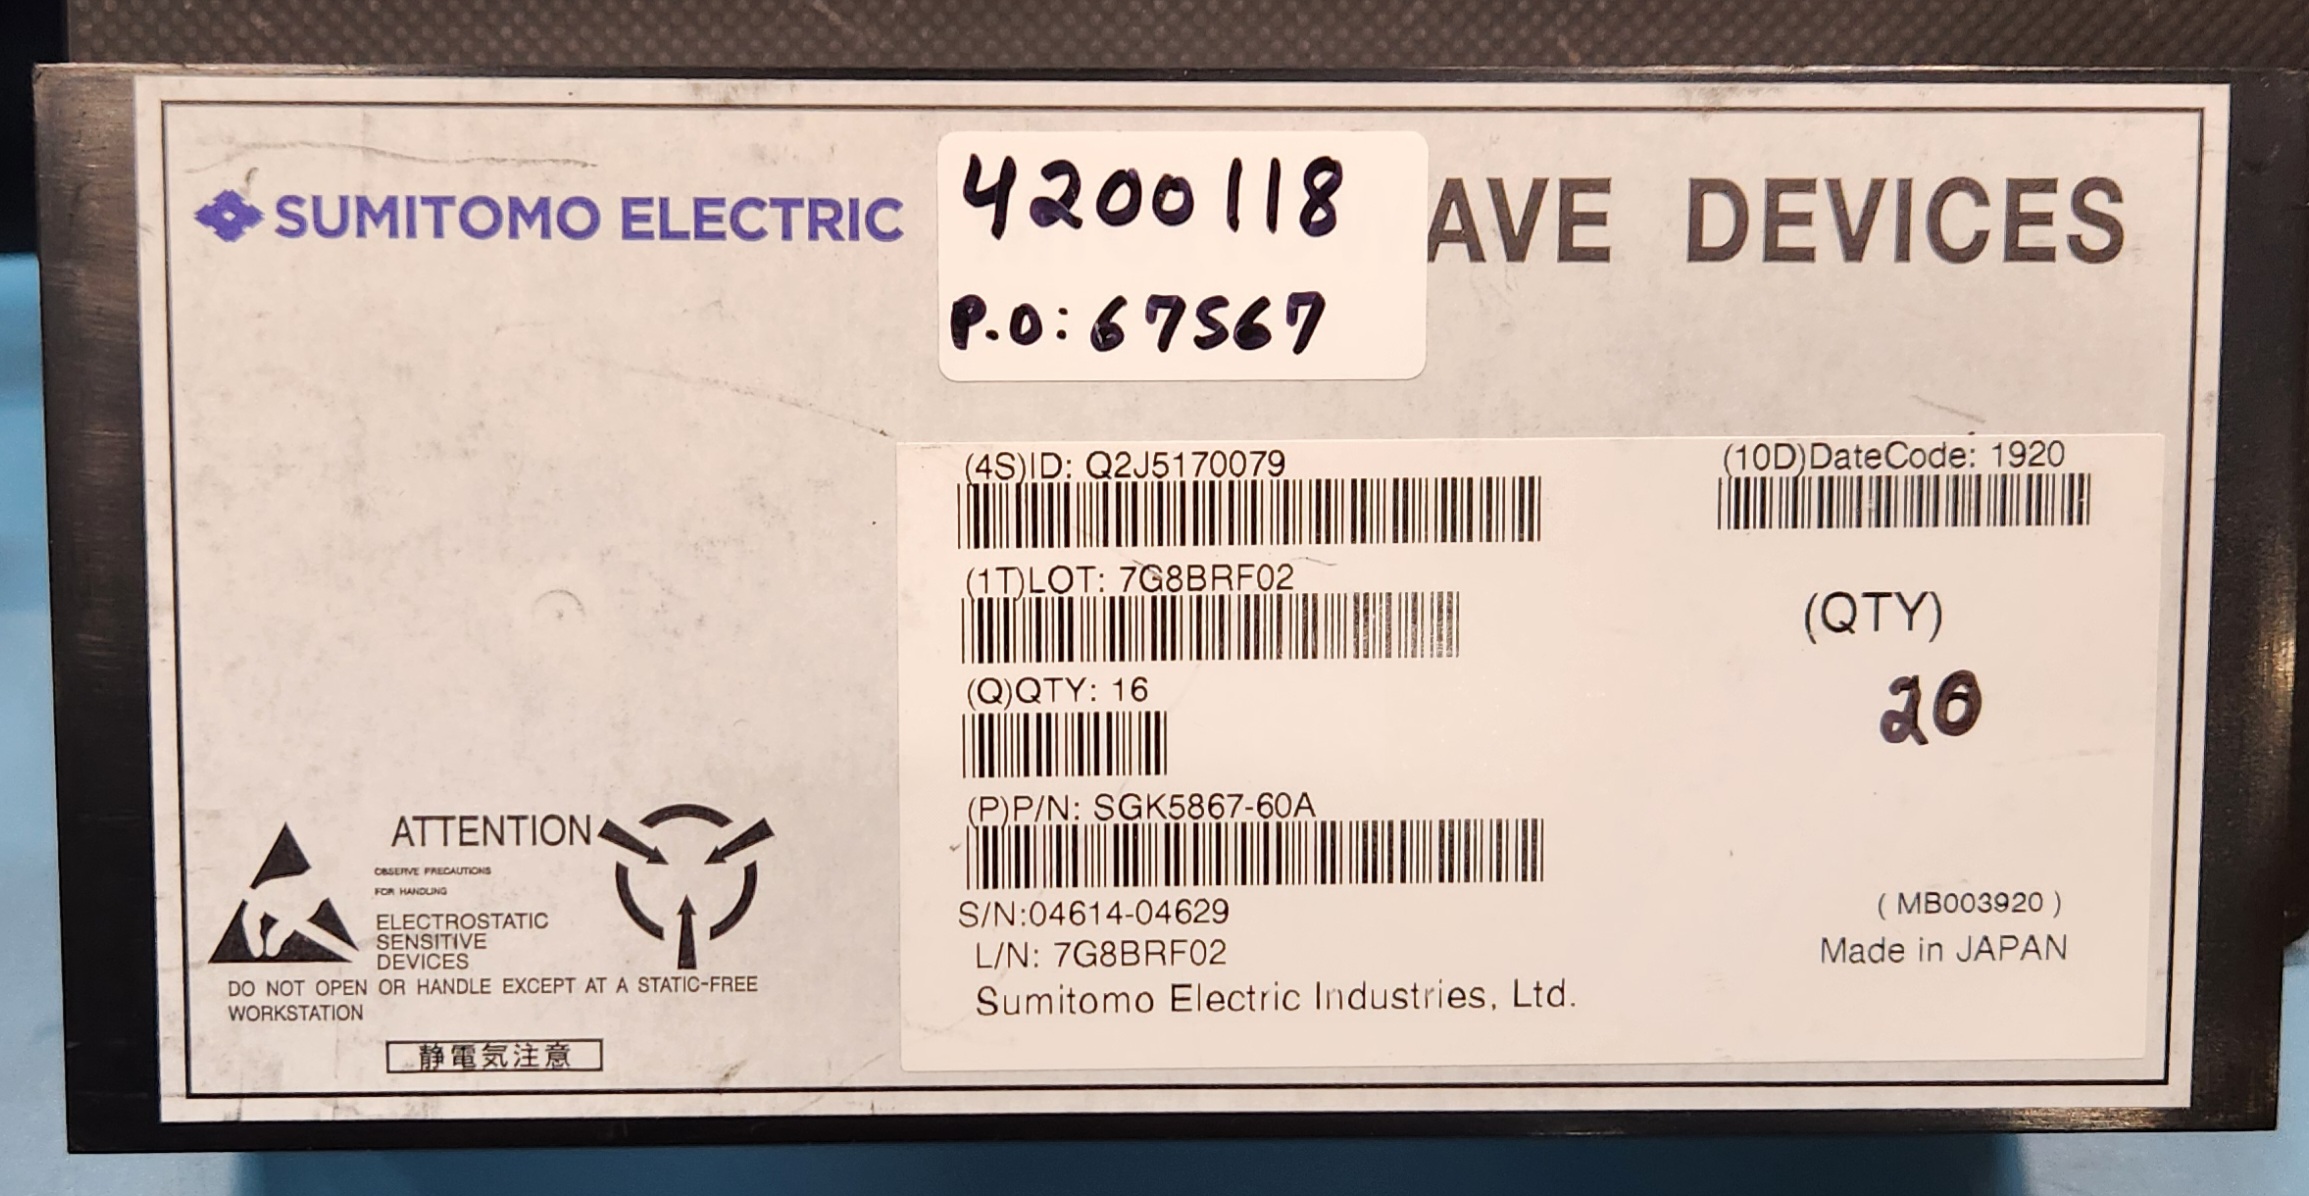 SUMITOMO ELECTRIC
4200118
P.O: 67567
AVE DEVICES
(4S)ID: Q2J5170079
(10D)DateCode: 1920
(1T)LOT: 7G8BRF02
(QTY)
(Q)QTY: 16
(P)P/N: SGK5867-60A
S/N:04614-04629
L/N: 7G8BRF02
Sumitomo Electric Industries, Ltd.
(MB003920)
Made in JAPAN
ATTENTION
OBSERVE PRECAUTIONS
FOR HANDLING
ELECTROSTATIC
SENSITIVE
DEVICES
DO NOT OPEN OR HANDLE EXCEPT AT A STATIC-FREE
WORKSTATION
静電気注意